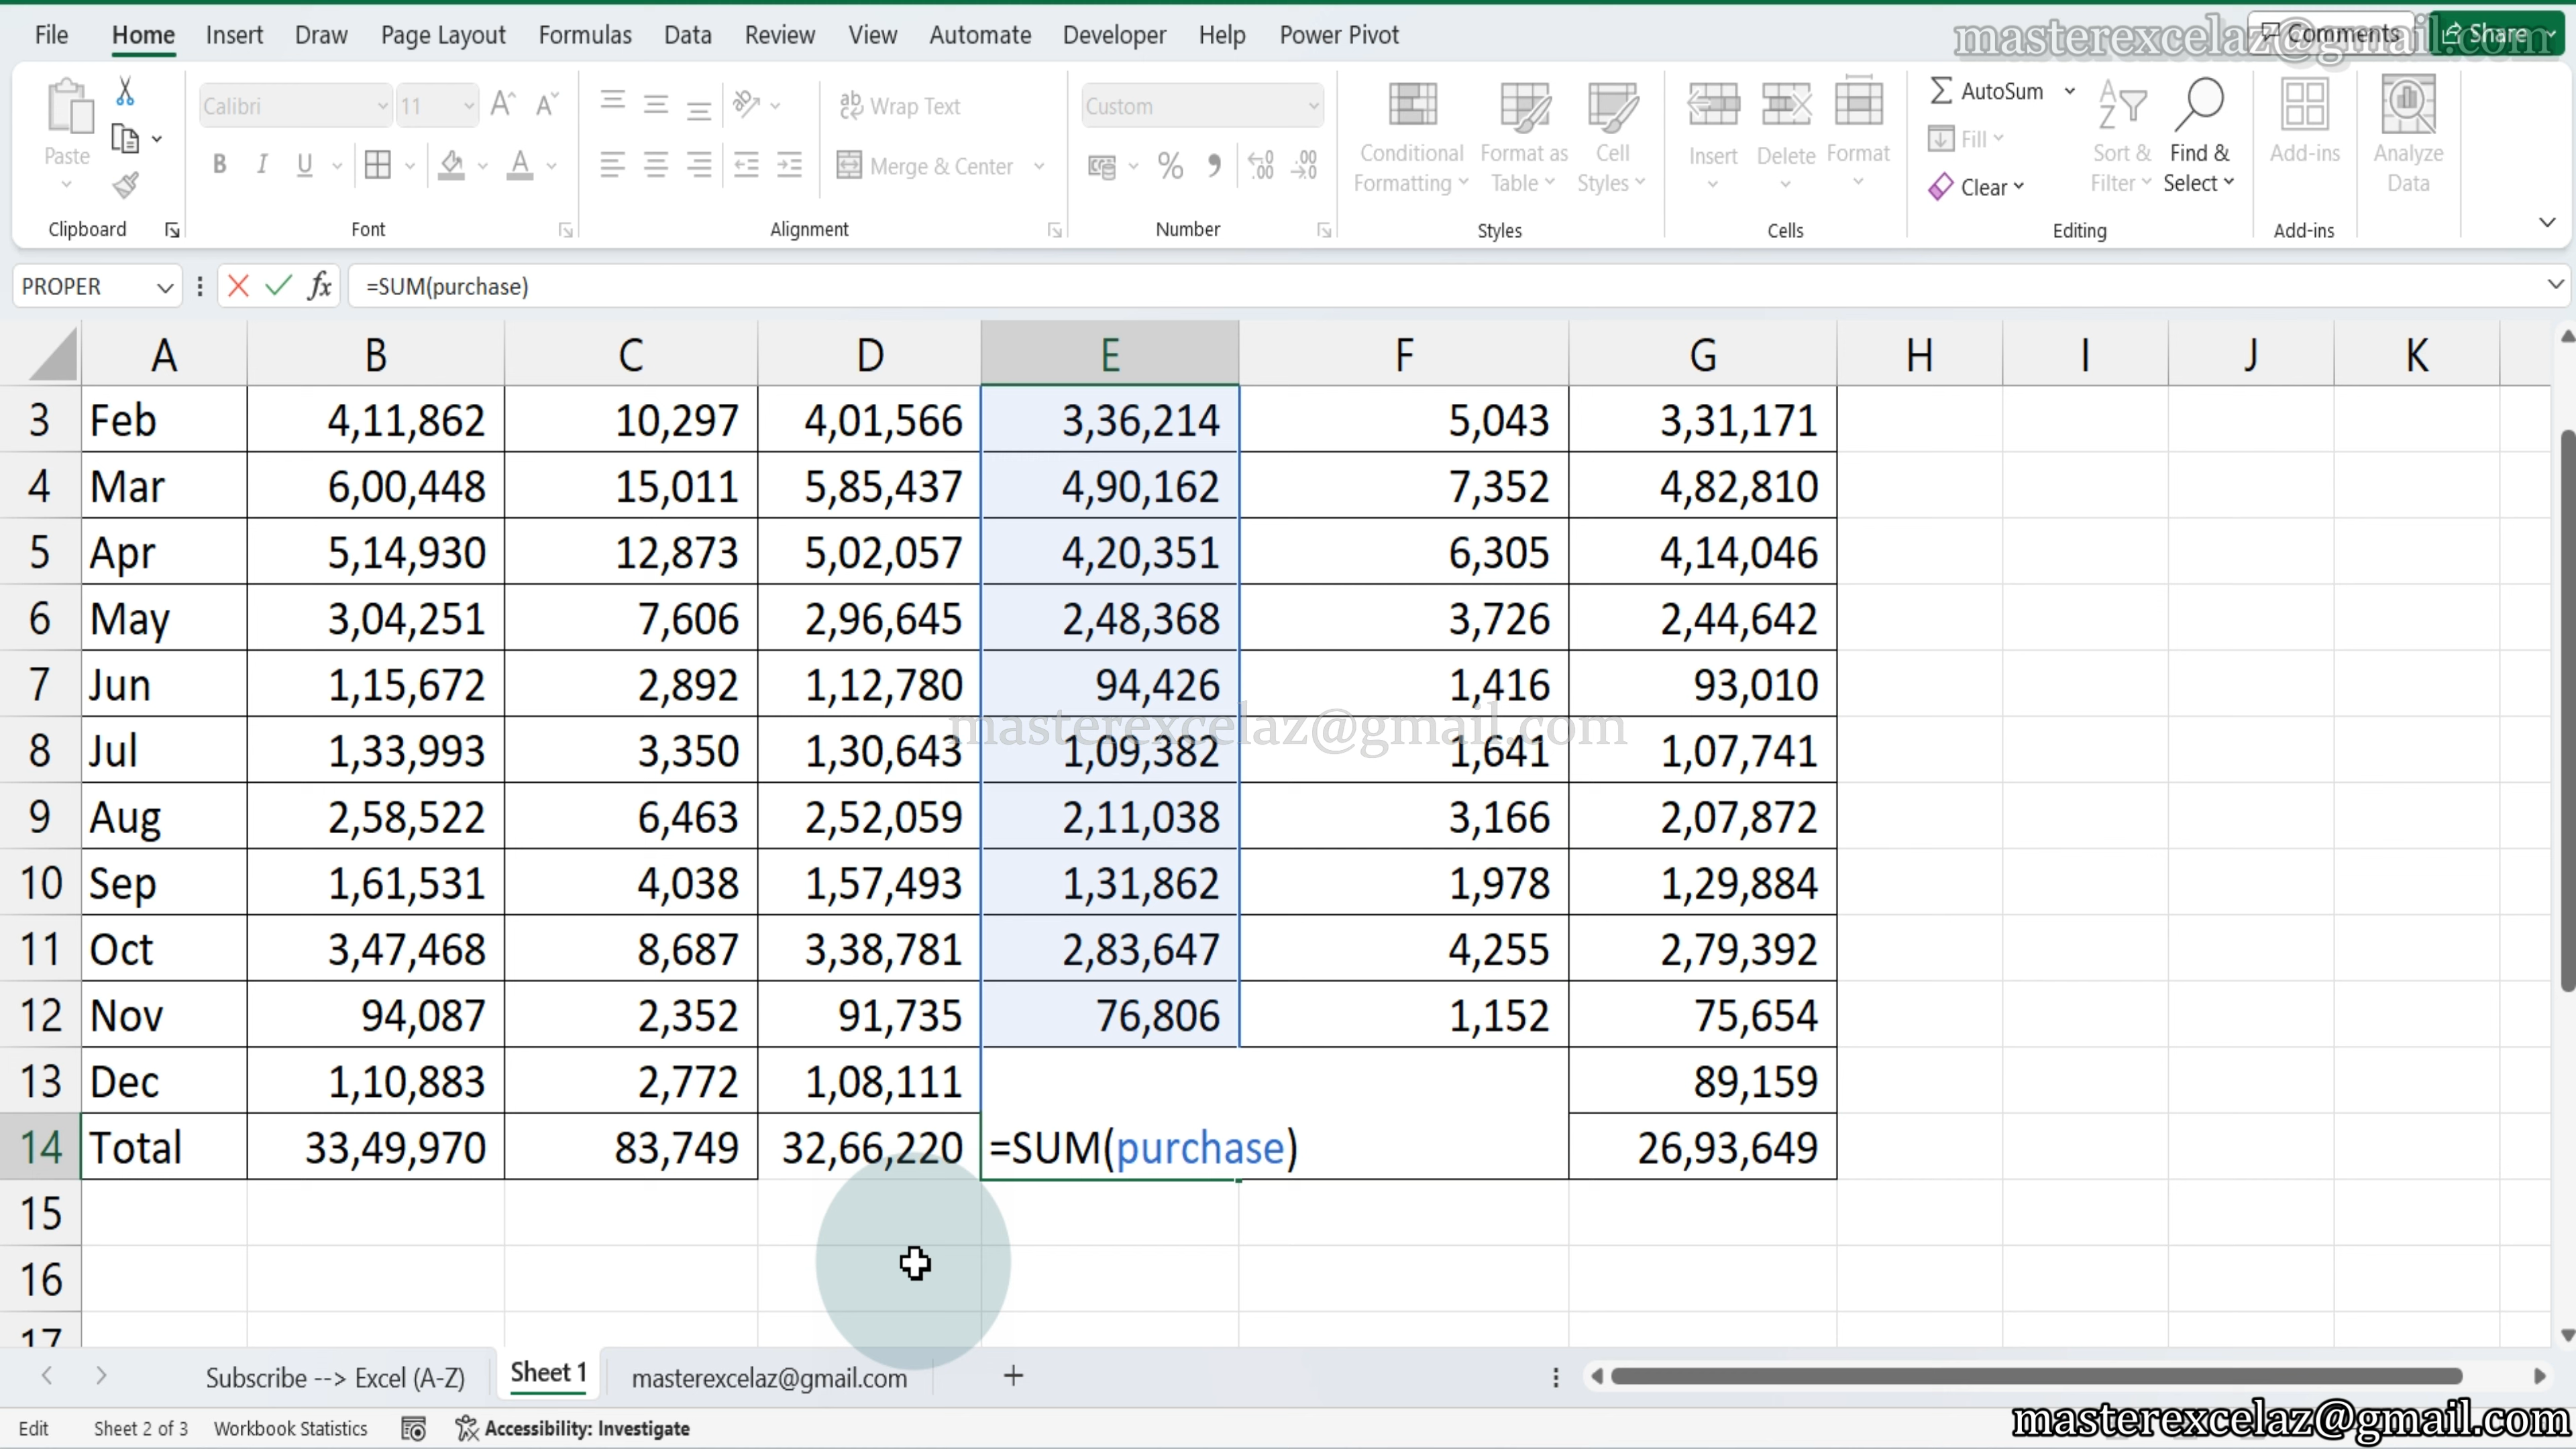 File Home Insert Draw Page Layout Formulas Data Review View Automate Developer Help Power Pivot Comments Share
masterexcelaz@gmail.com
Paste Calibri 11 Wrap Text Custom Conditional Formatting Format as Table Cell Styles Insert Delete Format AutoSum Sort & Filter Find & Select Add-ins Analyze Data
B I U Merge & Center % Fill Clear
Clipboard Font Alignment Number Styles Cells Editing Add-ins
PROPER fx =SUM(purchase)
A B C D E F G H I J K
3 Feb 4,11,862 10,297 4,01,566 3,36,214 5,043 3,31,171
4 Mar 6,00,448 15,011 5,85,437 4,90,162 7,352 4,82,810
5 Apr 5,14,930 12,873 5,02,057 4,20,351 6,305 4,14,046
6 May 3,04,251 7,606 2,96,645 2,48,368 3,726 2,44,642
7 Jun 1,15,672 2,892 1,12,780 94,426 1,416 93,010
masterexcelaz@gmail.com
8 Jul 1,33,993 3,350 1,30,643 1,09,382 1,641 1,07,741
9 Aug 2,58,522 6,463 2,52,059 2,11,038 3,166 2,07,872
10 Sep 1,61,531 4,038 1,57,493 1,31,862 1,978 1,29,884
11 Oct 3,47,468 8,687 3,38,781 2,83,647 4,255 2,79,392
12 Nov 94,087 2,352 91,735 76,806 1,152 75,654
13 Dec 1,10,883 2,772 1,08,111 89,159
14 Total 33,49,970 83,749 32,66,220 =SUM(purchase) 26,93,649
15
16
17
Subscribe --> Excel (A-Z) Sheet 1 masterexcelaz@gmail.com +
Edit Sheet 2 of 3 Workbook Statistics Accessibility: Investigate
masterexcelaz@gmail.com